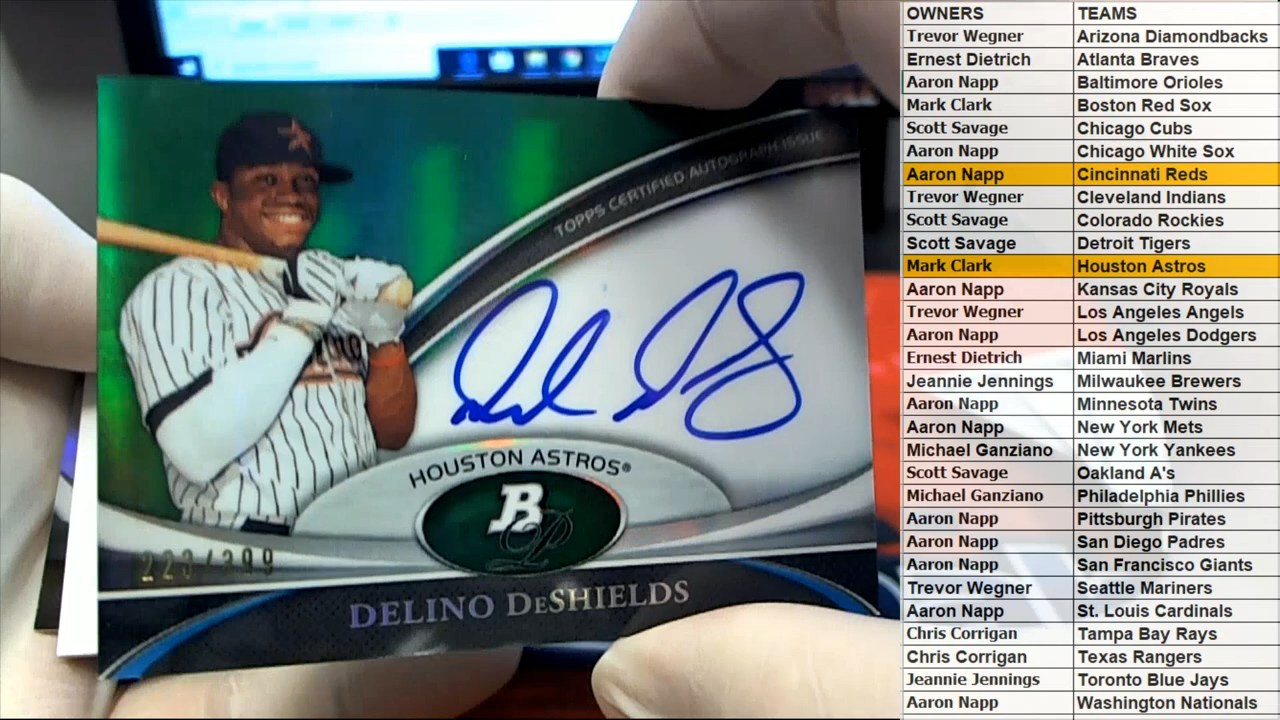 TOPPS CERTIFIED AUTOGRAPH ISSUE
HOUSTON ASTROS®
B
P
223/399
DELINO DESHIELDS
OWNERS TEAMS
Trevor Wegner Arizona Diamondbacks
Ernest Dietrich Atlanta Braves
Aaron Napp Baltimore Orioles
Mark Clark Boston Red Sox
Scott Savage Chicago Cubs
Aaron Napp Chicago White Sox
Aaron Napp Cincinnati Reds
Trevor Wegner Cleveland Indians
Scott Savage Colorado Rockies
Scott Savage Detroit Tigers
Mark Clark Houston Astros
Aaron Napp Kansas City Royals
Trevor Wegner Los Angeles Angels
Aaron Napp Los Angeles Dodgers
Ernest Dietrich Miami Marlins
Jeannie Jennings Milwaukee Brewers
Aaron Napp Minnesota Twins
Aaron Napp New York Mets
Michael Ganziano New York Yankees
Scott Savage Oakland A's
Michael Ganziano Philadelphia Phillies
Aaron Napp Pittsburgh Pirates
Aaron Napp San Diego Padres
Aaron Napp San Francisco Giants
Trevor Wegner Seattle Mariners
Aaron Napp St. Louis Cardinals
Chris Corrigan Tampa Bay Rays
Chris Corrigan Texas Rangers
Jeannie Jennings Toronto Blue Jays
Aaron Napp Washington Nationals